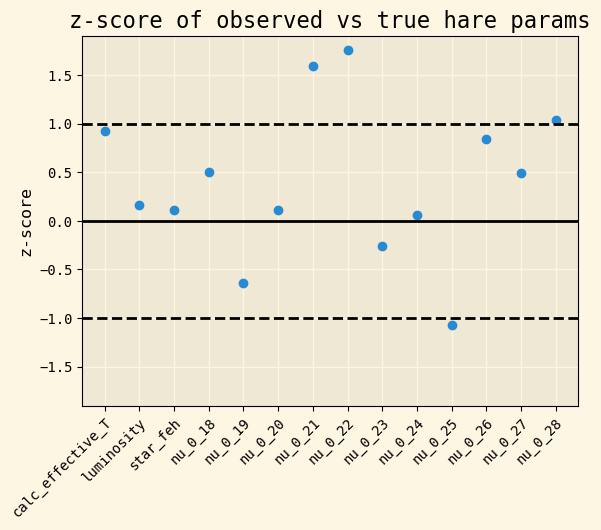 z-score of observed vs true hare params
z-score
1.5
1.0
0.5
0.0
−0.5
−1.0
−1.5
calc_effective_T
luminosity
star_feh
nu_0_18
nu_0_19
nu_0_20
nu_0_21
nu_0_22
nu_0_23
nu_0_24
nu_0_25
nu_0_26
nu_0_27
nu_0_28